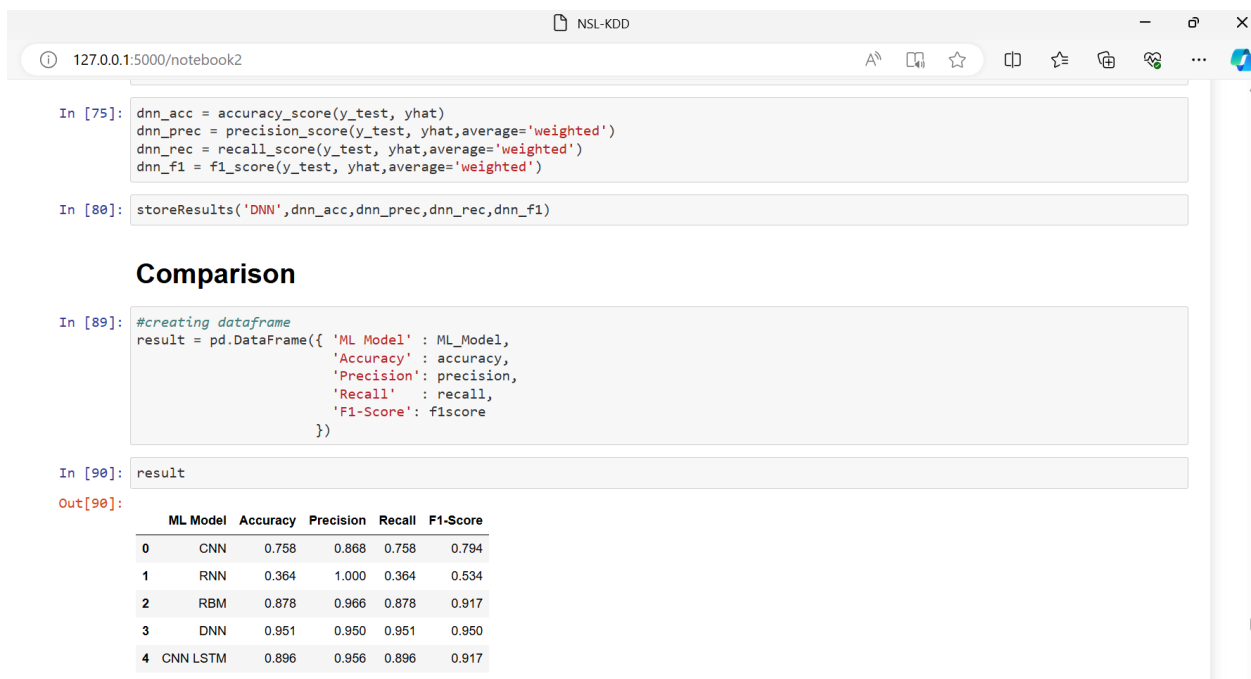 NSL-KDD
127.0.0.1:5000/notebook2
In [75]: dnn_acc = accuracy_score(y_test, yhat)
dnn_prec = precision_score(y_test, yhat,average='weighted')
dnn_rec = recall_score(y_test, yhat,average='weighted')
dnn_f1 = f1_score(y_test, yhat,average='weighted')
In [80]: storeResults('DNN',dnn_acc,dnn_prec,dnn_rec,dnn_f1)
Comparison
In [89]: #creating dataframe
result = pd.DataFrame({ 'ML Model' : ML_Model,
'Accuracy' : accuracy,
'Precision': precision,
'Recall'   : recall,
'F1-Score': f1score
})
In [90]: result
Out[90]:
ML Model Accuracy Precision Recall F1-Score
0 CNN 0.758 0.868 0.758 0.794
1 RNN 0.364 1.000 0.364 0.534
2 RBM 0.878 0.966 0.878 0.917
3 DNN 0.951 0.950 0.951 0.950
4 CNN LSTM 0.896 0.956 0.896 0.917